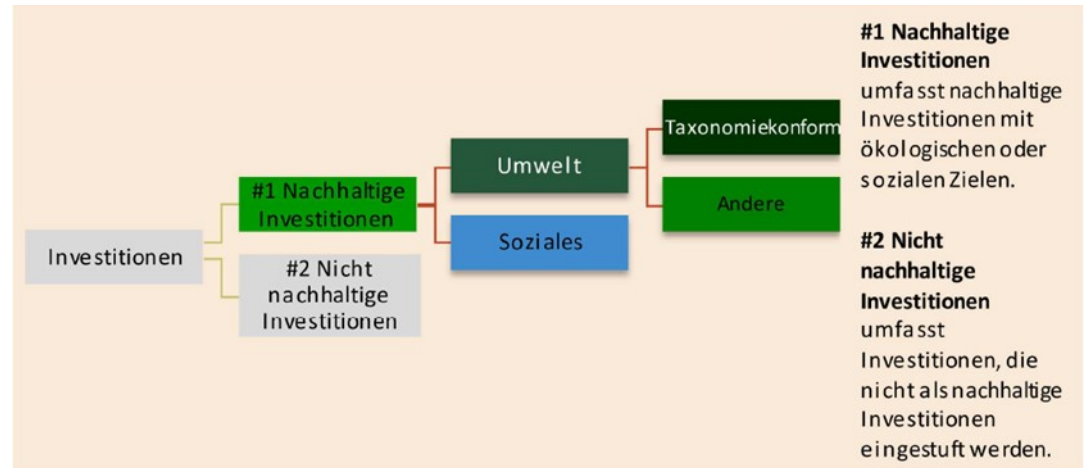 Investitionen
#1 Nachhaltige
Investitionen
#2 Nicht
nachhaltige
Investitionen
Umwelt
Soziales
Taxonomiekonform
Andere
#1 Nachhaltige
Investitionen
umfasst nachhaltige
Investitionen mit
ökologischen oder
sozialen Zielen.
#2 Nicht
nachhaltige
Investitionen
umfasst
Investitionen, die
nicht als nachhaltige
Investitionen
eingestuft werden.